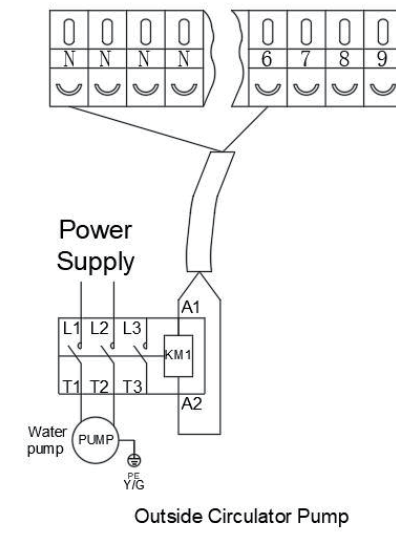 N N N N 6 7 8 9
Power
Supply
A1
L1 L2 L3
KM1
T1 T2 T3
A2
Water
pump
PUMP
PE
Y/G
Outside Circulator Pump